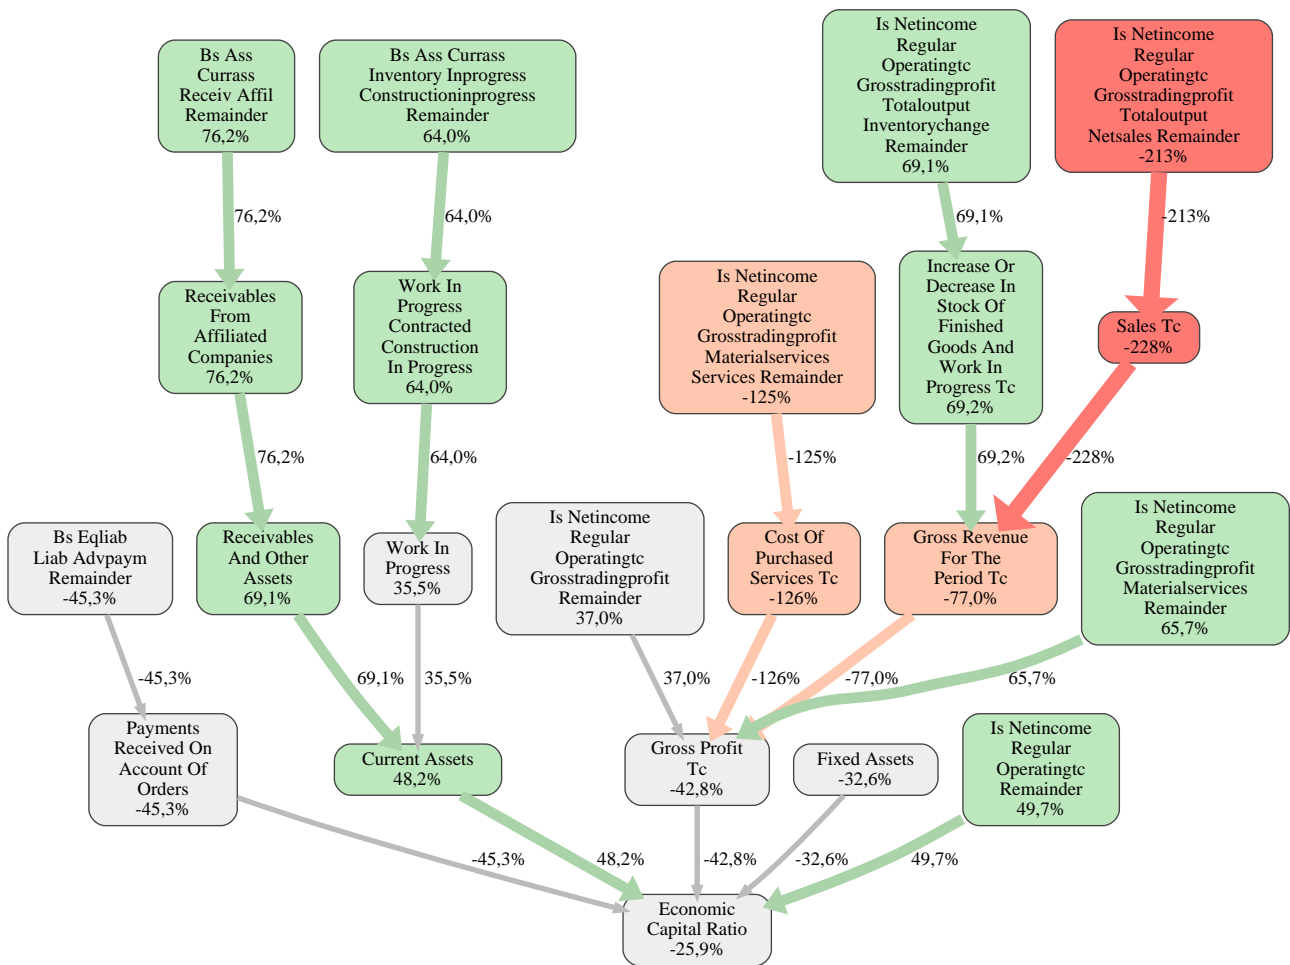 Bs Ass
Currass
Receiv Affil
Remainder
76,2%
Bs Ass Currass
Inventory Inprogress
Constructioninprogress
Remainder
64,0%
Is Netincome
Regular
Operatingtc
Grosstradingprofit
Totaloutput
Inventorychange
Remainder
69,1%
Is Netincome
Regular
Operatingtc
Grosstradingprofit
Totaloutput
Netsales Remainder
-213%
76,2%
64,0%
69,1%
-213%
Receivables
From
Affiliated
Companies
76,2%
Work In
Progress
Contracted
Construction
In Progress
64,0%
Is Netincome
Regular
Operatingtc
Grosstradingprofit
Materialservices
Services Remainder
-125%
Increase Or
Decrease In
Stock Of
Finished
Goods And
Work In
Progress Tc
69,2%
Sales Tc
-228%
76,2%
64,0%
-125%
69,2%
-228%
Bs Eqliab
Liab Advpaym
Remainder
-45,3%
Receivables
And Other
Assets
69,1%
Work In
Progress
35,5%
Is Netincome
Regular
Operatingtc
Grosstradingprofit
Remainder
37,0%
Cost Of
Purchased
Services Tc
-126%
Gross Revenue
For The
Period Tc
-77,0%
Is Netincome
Regular
Operatingtc
Grosstradingprofit
Materialservices
Remainder
65,7%
-45,3%
69,1%
35,5%
37,0%
-126%
-77,0%
65,7%
Payments
Received On
Account Of
Orders
-45,3%
Current Assets
48,2%
Gross Profit
Tc
-42,8%
Fixed Assets
-32,6%
Is Netincome
Regular
Operatingtc
Remainder
49,7%
-45,3%
48,2%
-42,8%
-32,6%
49,7%
Economic
Capital Ratio
-25,9%